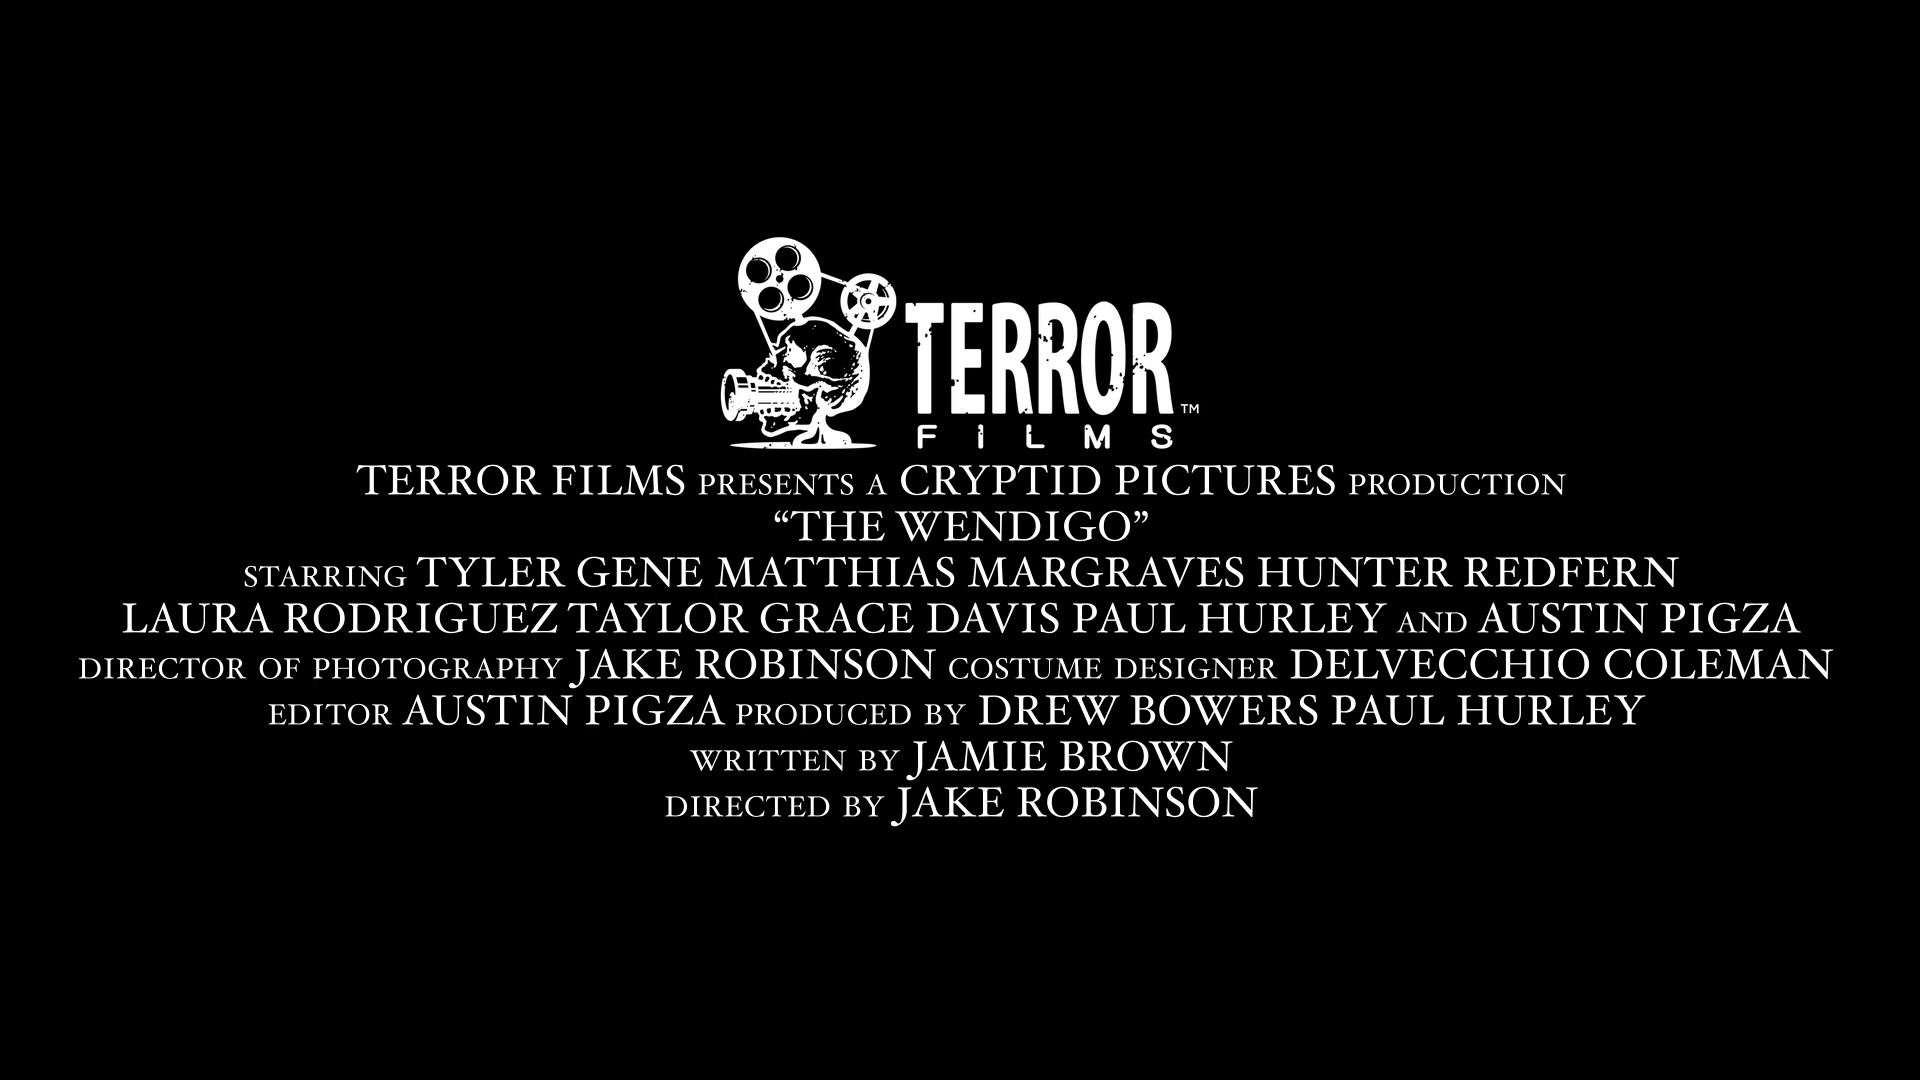 TERROR ™
FILMS
TERROR FILMS PRESENTS A CRYPTID PICTURES PRODUCTION
“THE WENDIGO”
STARRING TYLER GENE MATTHIAS MARGRAVES HUNTER REDFERN
LAURA RODRIGUEZ TAYLOR GRACE DAVIS PAUL HURLEY AND AUSTIN PIGZA
DIRECTOR OF PHOTOGRAPHY JAKE ROBINSON COSTUME DESIGNER DELVECCHIO COLEMAN
EDITOR AUSTIN PIGZA PRODUCED BY DREW BOWERS PAUL HURLEY
WRITTEN BY JAMIE BROWN
DIRECTED BY JAKE ROBINSON